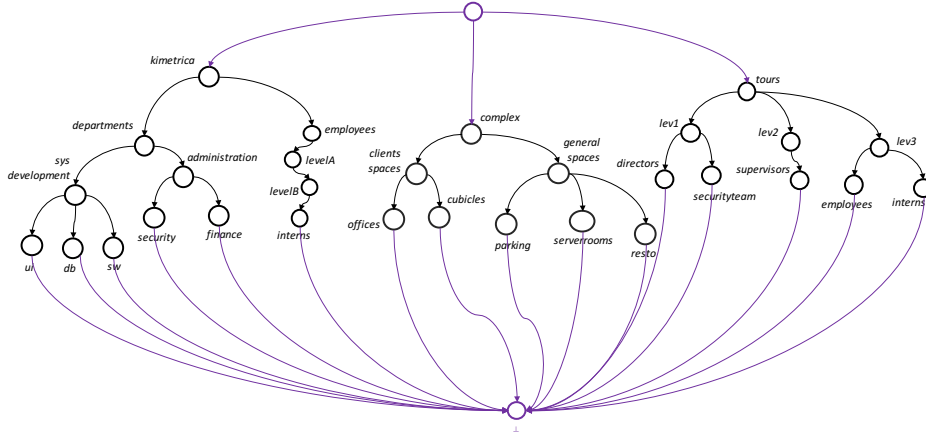 kimetrica
tours
departments
employees
complex
lev1
lev2
lev3
sys
development
administration
levelA
clients
spaces
general
spaces
directors
supervisors
levelB
securityteam
employees
interns
offices
cubicles
security
finance
interns
parking
serverrooms
resto
ui
db
sw
⊥